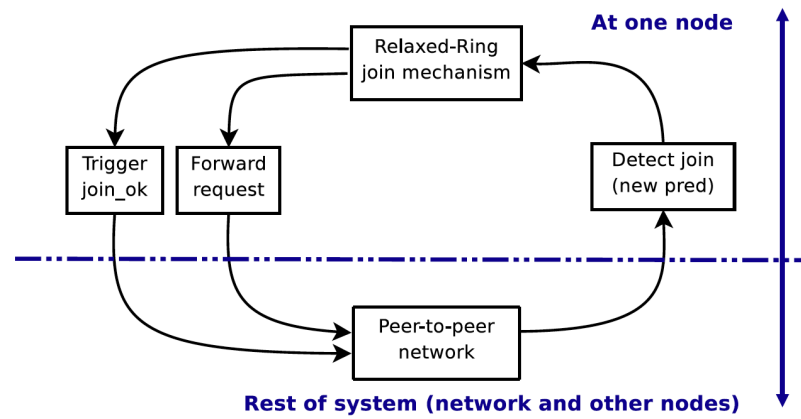 At one node
Relaxed-Ring
join mechanism
Trigger
join_ok
Forward
request
Detect join
(new pred)
Peer-to-peer
network
Rest of system (network and other nodes)